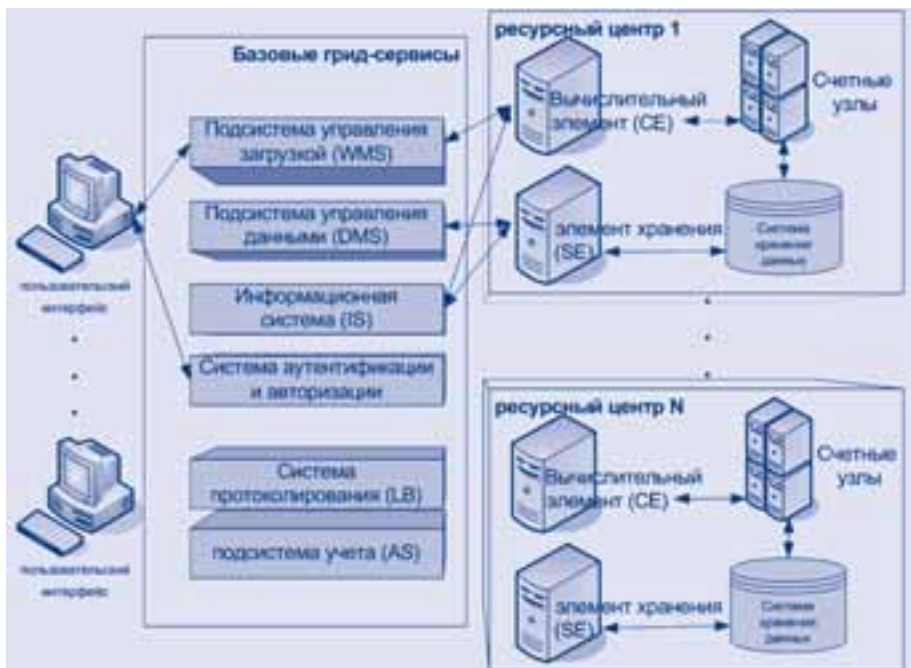 Базовые грид-сервисы
Подсистема управления
загрузкой (WMS)
Подсистема управления
данными (DMS)
Информационная
система (IS)
Система аутентификации
и авторизации
Система
протоколирования (LB)
подсистема учета (AS)
пользовательский
интерфейс
пользовательский
интерфейс
ресурсный центр 1
Вычислительный
элемент (CE)
Счетные
узлы
элемент хранения
(SE)
Система
хранения
данных
ресурсный центр N
Вычислительный
элемент (CE)
Счетные
узлы
элемент хранения
(SE)
Система
хранения
данных